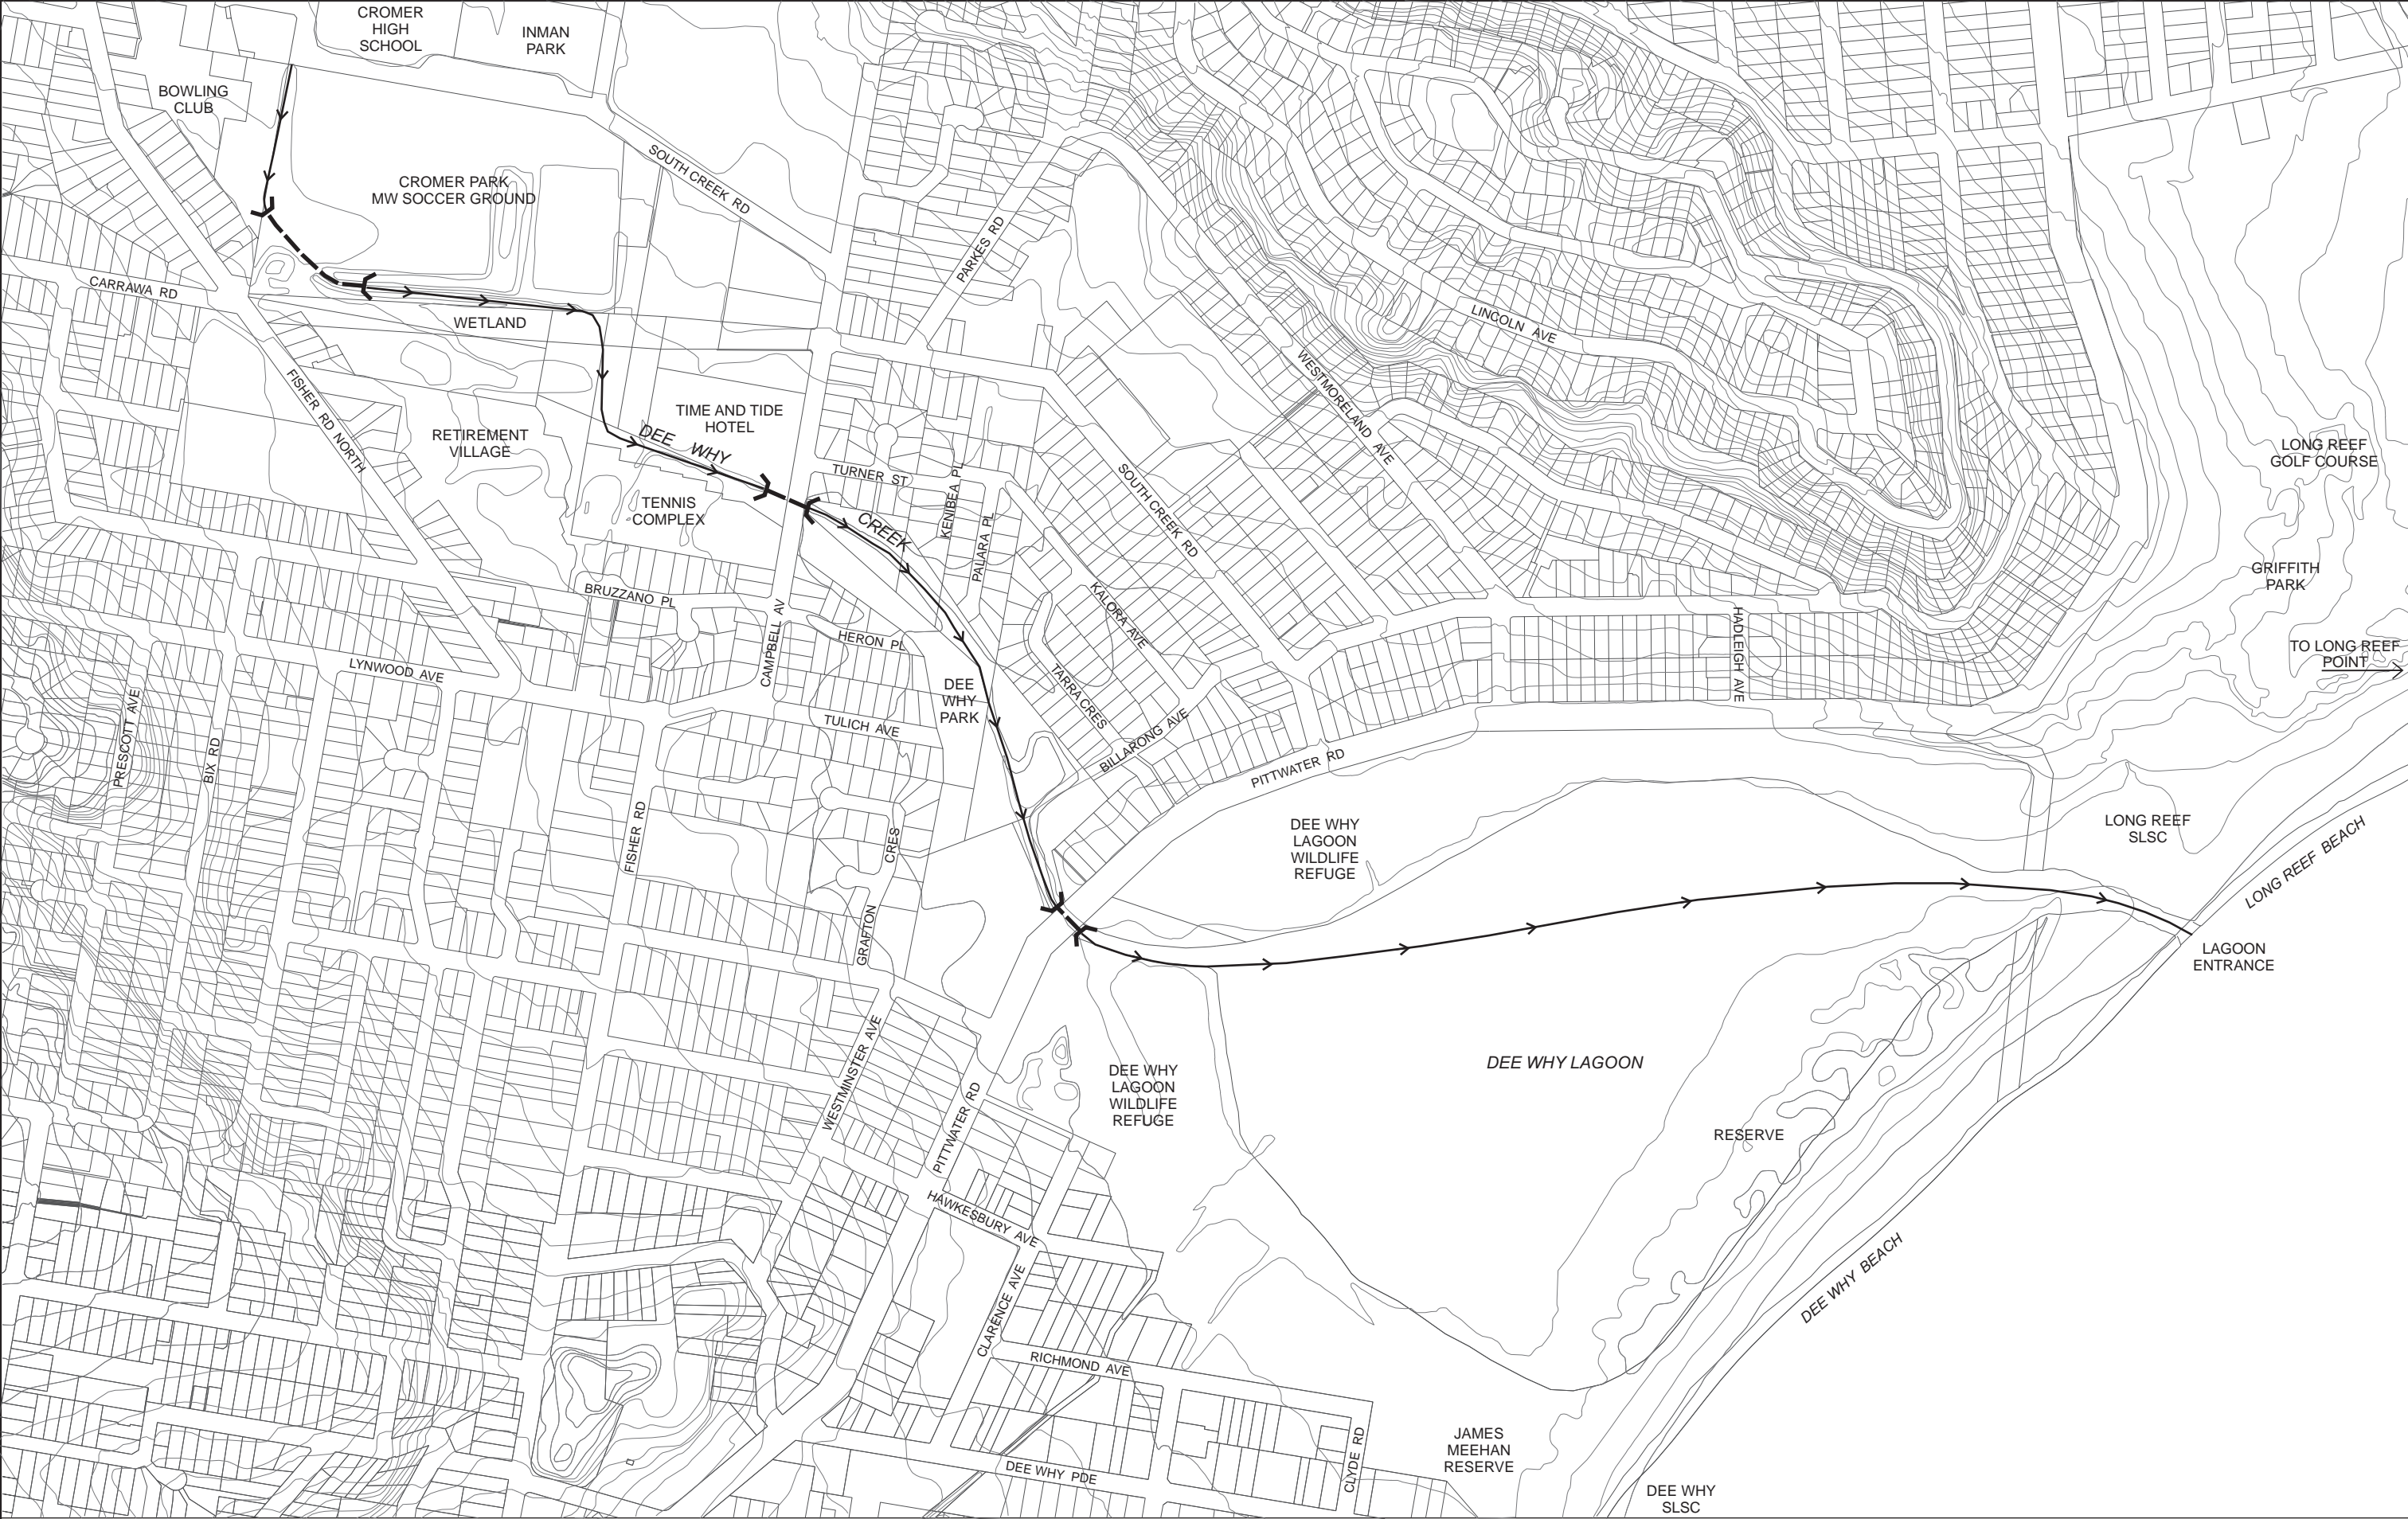 CROMER
HIGH
SCHOOL
INMAN
PARK
BOWLING
CLUB
CROMER PARK
MW SOCCER GROUND
SOUTH CREEK RD
PARKES RD
CARRAWA RD
WETLAND
FISHER RD NORTH
LINCOLN AVE
WESTMORELAND AVE
RETIREMENT
VILLAGE
TIME AND TIDE
HOTEL
DEE WHY
CREEK
TENNIS
COMPLEX
TURNER ST
KENIBEA PL
PALLARA PL
SOUTH CREEK RD
LONG REEF
GOLF COURSE
GRIFFITH
PARK
BRUZZANO PL
CAMPBELL AV
HERON PL
KALORA AVE
TARRA CRES
HADLEIGH AVE
TO LONG REEF
POINT
LYNWOOD AVE
PRESCOTT AVE
BIX RD
DEE
WHY
PARK
TULICH AVE
BILLARONG AVE
PITTWATER RD
FISHER RD
GRAFTON CRES
DEE WHY
LAGOON
WILDLIFE
REFUGE
LONG REEF
SLSC
LONG REEF BEACH
LAGOON
ENTRANCE
WESTMINSTER AVE
PITTWATER RD
DEE WHY
LAGOON
WILDLIFE
REFUGE
DEE WHY LAGOON
RESERVE
HAWKESBURY AVE
CLARENCE AVE
DEE WHY BEACH
RICHMOND AVE
DEE WHY PDE
CLYDE RD
JAMES
MEEHAN
RESERVE
DEE WHY
SLSC